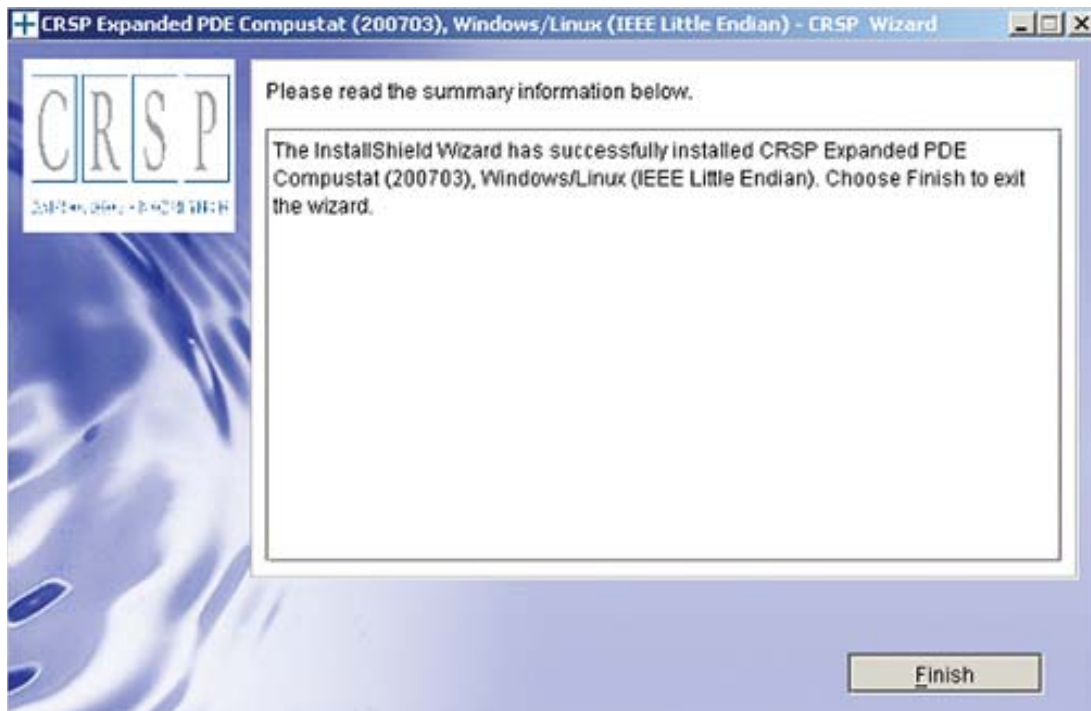 CRSP Expanded PDE Compustat (200703), Windows/Linux (IEEE Little Endian) - CRSP Wizard
CRSP
Please read the summary information below.
The InstallShield Wizard has successfully installed CRSP Expanded PDE
Compustat (200703), Windows/Linux (IEEE Little Endian). Choose Finish to exit
the wizard.
Finish